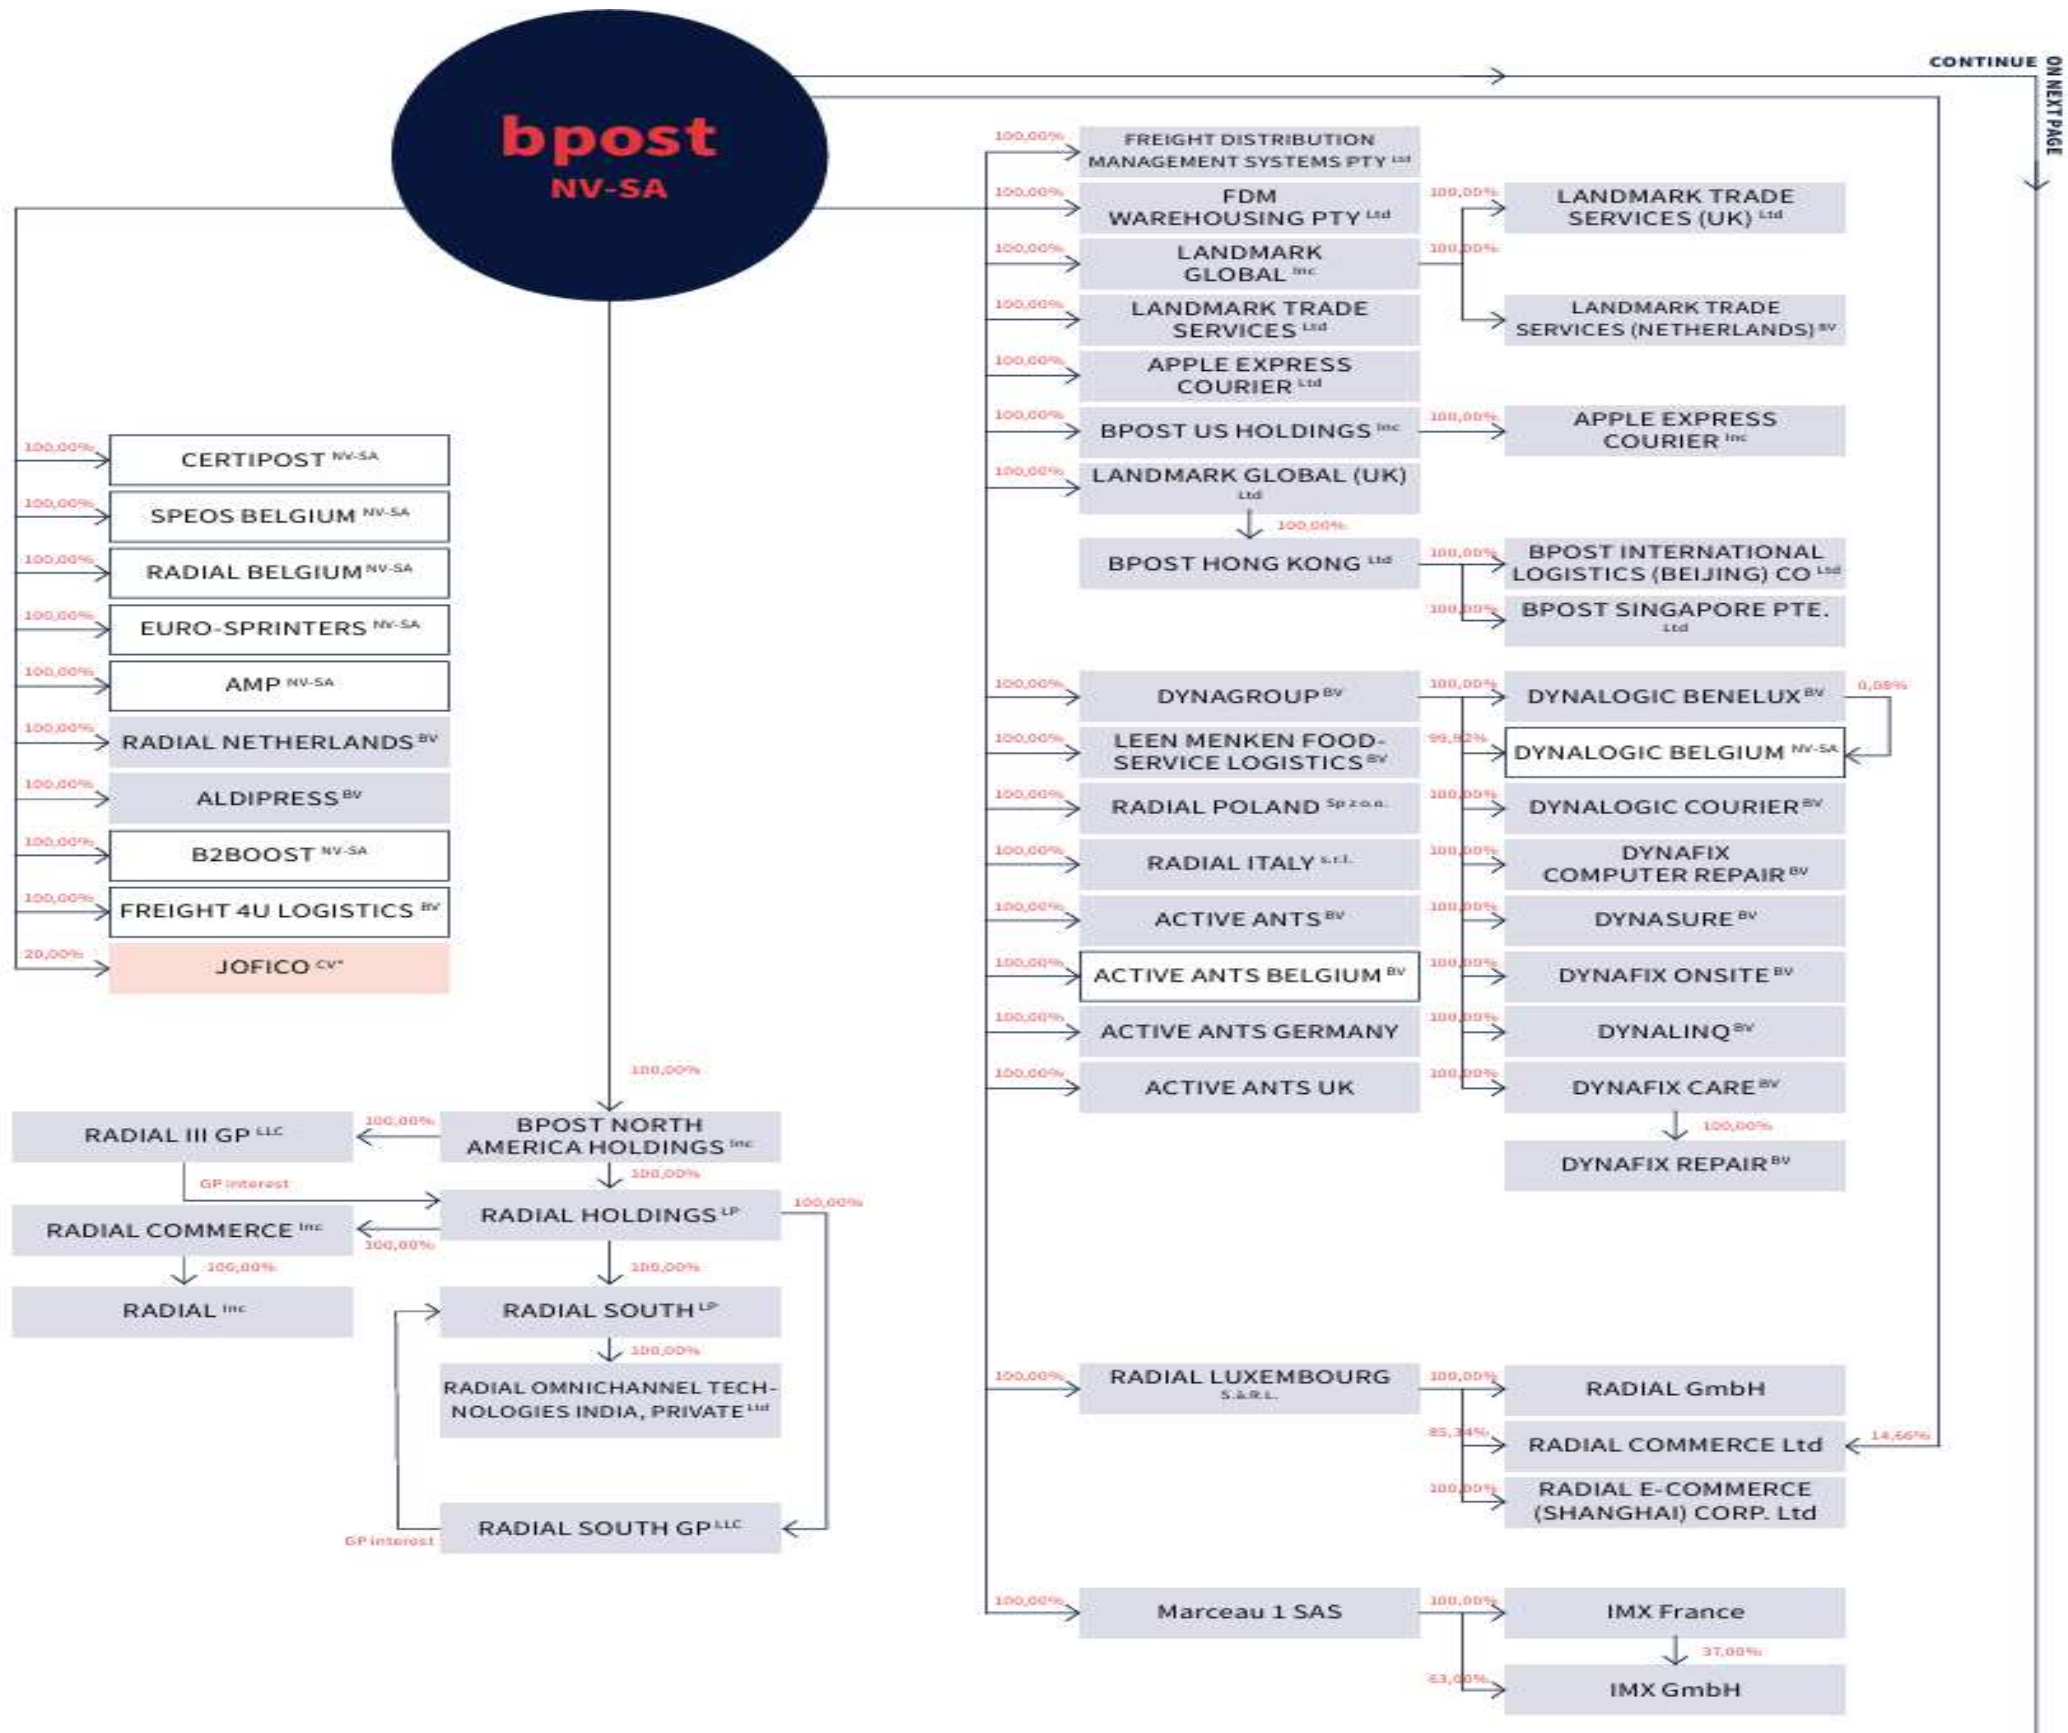 bpost
NV-SA
CONTINUE
ON NEXT PAGE
100,00%
CERTIPOST NV-SA
100,00%
SPEOS BELGIUM NV-SA
100,00%
RADIAL BELGIUM NV-SA
100,00%
EURO-SPRINTERS NV-SA
100,00%
AMP NV-SA
100,00%
RADIAL NETHERLANDS BV
100,00%
ALDIPRESS BV
100,00%
B2BOOST NV-SA
100,00%
FREIGHT 4U LOGISTICS BV
20,00%
JOFICO CV*
100,00%
BPOST NORTH
AMERICA HOLDINGS Inc
100,00%
RADIAL III GP LLC
GP interest
100,00%
RADIAL HOLDINGS LP
100,00%
100,00%
RADIAL COMMERCE Inc
100,00%
RADIAL Inc
100,00%
RADIAL SOUTH LP
100,00%
RADIAL OMNICHANNEL TECH-
NOLOGIES INDIA, PRIVATE Ltd
RADIAL SOUTH GP LLC
GP interest
100,00%
FREIGHT DISTRIBUTION
MANAGEMENT SYSTEMS PTY Ltd
100,00%
FDM
WAREHOUSING PTY Ltd
100,00%
LANDMARK
GLOBAL Inc
100,00%
LANDMARK TRADE
SERVICES (UK) Ltd
100,00%
LANDMARK TRADE
SERVICES (NETHERLANDS) BV
100,00%
LANDMARK TRADE
SERVICES Ltd
100,00%
APPLE EXPRESS
COURIER Ltd
100,00%
BPOST US HOLDINGS Inc
100,00%
APPLE EXPRESS
COURIER Inc
100,00%
LANDMARK GLOBAL (UK)
Ltd
100,00%
BPOST HONG KONG Ltd
100,00%
BPOST INTERNATIONAL
LOGISTICS (BEIJING) CO Ltd
100,00%
BPOST SINGAPORE PTE.
Ltd
100,00%
DYNAGROUP BV
100,00%
DYNALOGIC BENELUX BV
0,08%
100,00%
LEEN MENKEN FOOD-
SERVICE LOGISTICS BV
99,92%
DYNALOGIC BELGIUM NV-SA
100,00%
RADIAL POLAND Sp z o.o.
100,00%
DYNALOGIC COURIER BV
100,00%
RADIAL ITALY s.r.l.
100,00%
DYNAFIX
COMPUTER REPAIR BV
100,00%
ACTIVE ANTS BV
100,00%
DYNASURE BV
100,00%
ACTIVE ANTS BELGIUM BV
100,00%
DYNAFIX ONSITE BV
100,00%
ACTIVE ANTS GERMANY
100,00%
DYNALINQ BV
100,00%
ACTIVE ANTS UK
100,00%
DYNAFIX CARE BV
100,00%
DYNAFIX REPAIR BV
100,00%
RADIAL LUXEMBOURG
S.à.R.L.
100,00%
RADIAL GmbH
85,34%
RADIAL COMMERCE Ltd
14,66%
100,00%
RADIAL E-COMMERCE
(SHANGHAI) CORP. Ltd
100,00%
Marceau 1 SAS
100,00%
IMX France
37,00%
63,00%
IMX GmbH